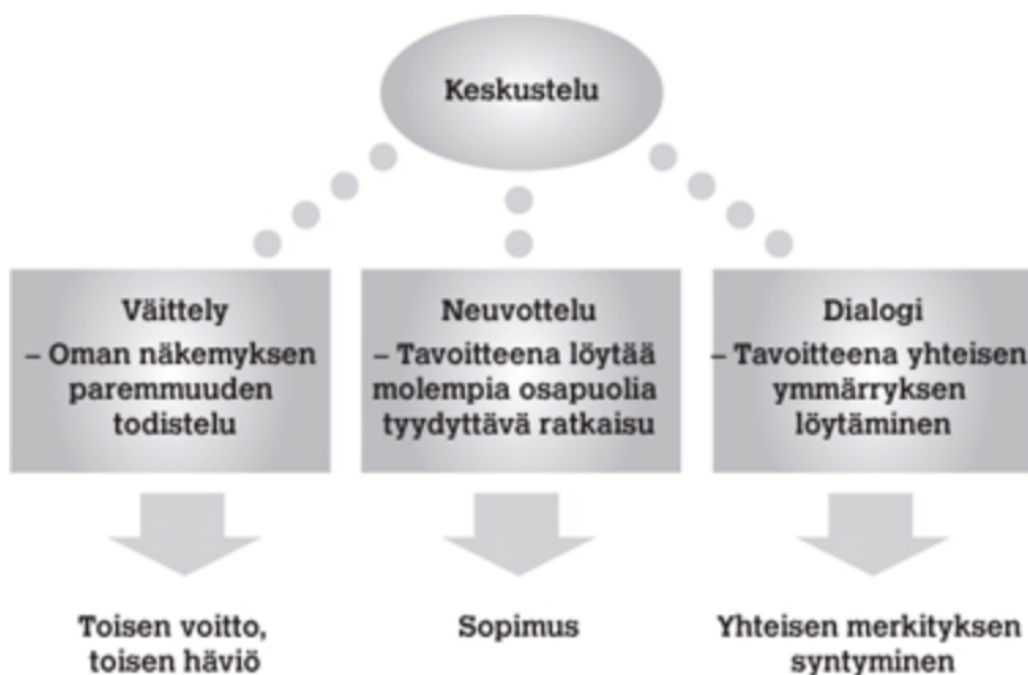 Keskustelu
Väittely
– Oman näkemyksen
paremmuuden
todistelu
Neuvottelu
– Tavoitteena löytää
molempia osapuolia
tyydyttävä ratkaisu
Dialogi
– Tavoitteena yhteisen
ymmärryksen
löytäminen
Toisen voitto,
toisen häviö
Sopimus
Yhteisen merkityksen
syntyminen